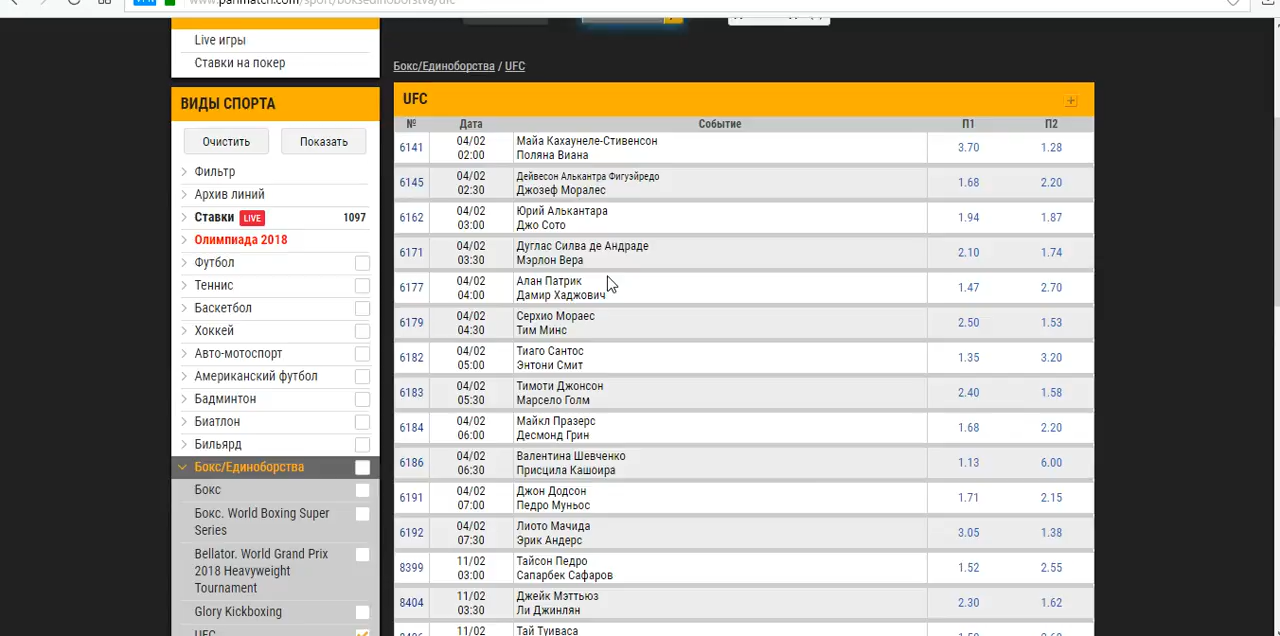 www.parimatch.com/sport/boksedinoborstva/ufc
Live игры
Ставки на покер
ВИДЫ СПОРТА
Очистить Показать
Фильтр
Архив линий
Ставки LIVE 1097
Олимпиада 2018
Футбол
Теннис
Баскетбол
Хоккей
Авто-мотоспорт
Американский футбол
Бадминтон
Биатлон
Бильярд
Бокс/Единоборства
Бокс
Бокс. World Boxing Super
Series
Bellator. World Grand Prix
2018 Heavyweight
Tournament
Glory Kickboxing
UFC
Бокс/Единоборства / UFC
UFC
№ Дата Событие П1 П2
6141 04/02 02:00 Майа Кахаунеле-Стивенсон 3.70 1.28
Поляна Виана
6145 04/02 02:30 Дейвесон Алькантра Фигуэйредо 1.68 2.20
Джозеф Моралес
6162 04/02 03:00 Юрий Алькантара 1.94 1.87
Джо Сото
6171 04/02 03:30 Дуглас Силва де Андраде 2.10 1.74
Мэрлон Вера
6177 04/02 04:00 Алан Патрик 1.47 2.70
Дамир Хаджович
6179 04/02 04:30 Серхио Мораес 2.50 1.53
Тим Минс
6182 04/02 05:00 Тиаго Сантос 1.35 3.20
Энтони Смит
6183 04/02 05:30 Тимоти Джонсон 2.40 1.58
Марсело Голм
6184 04/02 06:00 Майкл Празерс 1.68 2.20
Десмонд Грин
6186 04/02 06:30 Валентина Шевченко 1.13 6.00
Присцила Кашоира
6191 04/02 07:00 Джон Додсон 1.71 2.15
Педро Муньос
6192 04/02 07:30 Лиото Мачида 3.05 1.38
Эрик Андерс
8399 11/02 03:00 Тайсон Педро 1.52 2.55
Сапарбек Сафаров
8404 11/02 03:30 Джейк Мэттьюз 2.30 1.62
Ли Джинлян
11/02 Тай Туиваса